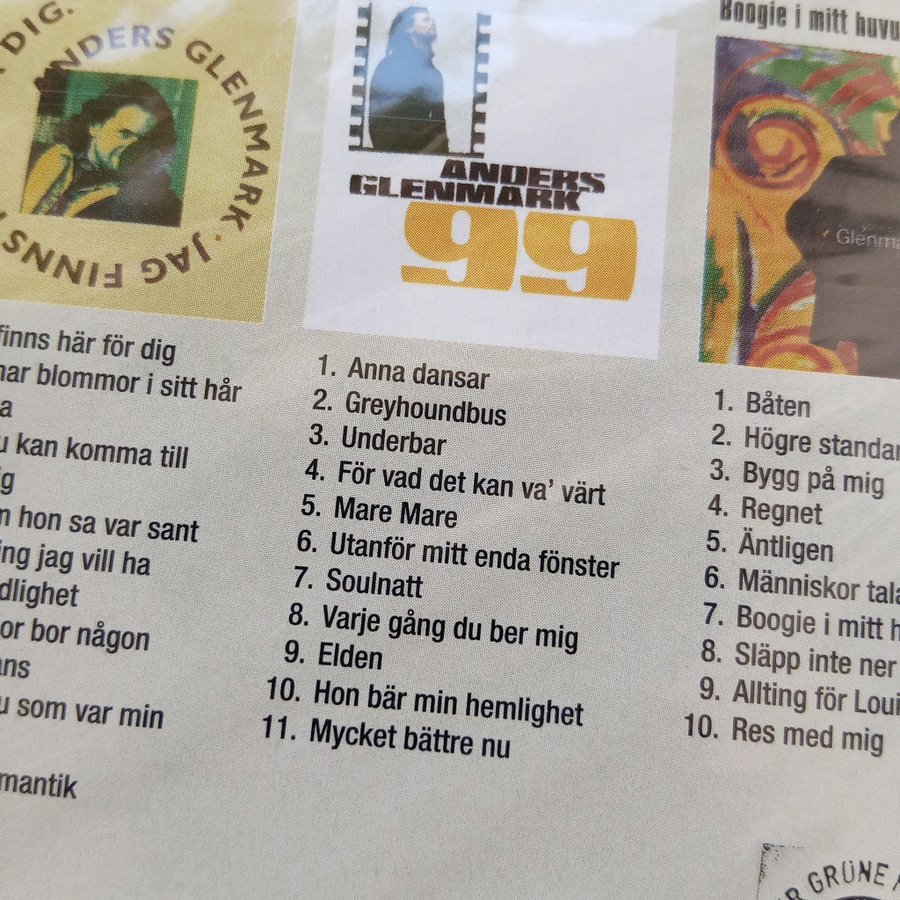 DIG.
ANDERS GLENMARK · JAG FINNS
finns här för dig
har blommor i sitt hår
kan komma till
hon sa var sant
jag vill ha
bor någon
som var min
ANDERS
GLENMARK
99
1. Anna dansar
2. Greyhoundbus
3. Underbar
4. För vad det kan va' värt
5. Mare Mare
6. Utanför mitt enda fönster
7. Soulnatt
8. Varje gång du ber mig
9. Elden
10. Hon bär min hemlighet
11. Mycket bättre nu
Boogie i mitt huvu
Glenma
1. Båten
2. Högre standar
3. Bygg på mig
4. Regnet
5. Äntligen
6. Människor tala
7. Boogie i mitt h
8. Släpp inte ner
9. Allting för Loui
10. Res med mig
R GRÜNE